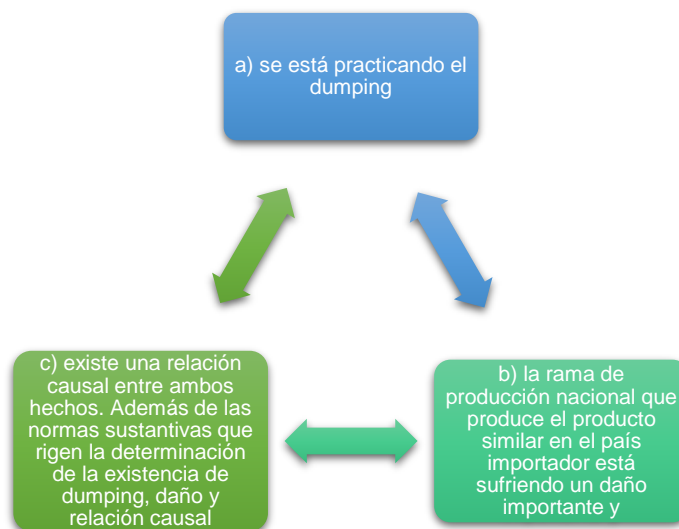 a) se está practicando el
dumping
b) la rama de
producción nacional que
produce el producto
similar en el país
importador está
sufriendo un daño
importante y
c) existe una relación
causal entre ambos
hechos. Además de las
normas sustantivas que
rigen la determinación
de la existencia de
dumping, daño y
relación causal